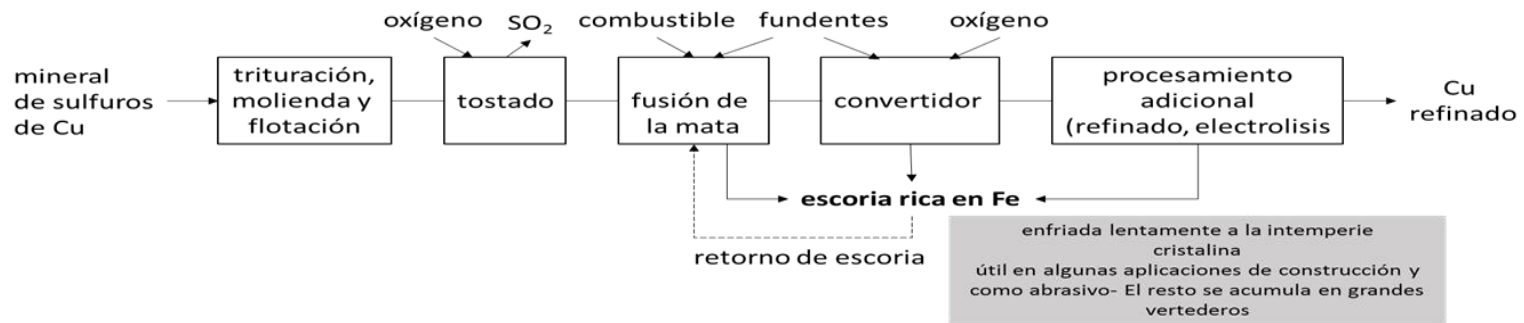 oxígeno
SO₂
combustible
fundentes
oxígeno
mineral
de sulfuros
de Cu
trituración,
molienda y
flotación
tostado
fusión de
la mata
convertidor
procesamiento
adicional
(refinado, electrolisis
Cu
refinado
escoria rica en Fe
retorno de escoria
enfriada lentamente a la intemperie
cristalina
útil en algunas aplicaciones de construcción y
como abrasivo- El resto se acumula en grandes
vertederos